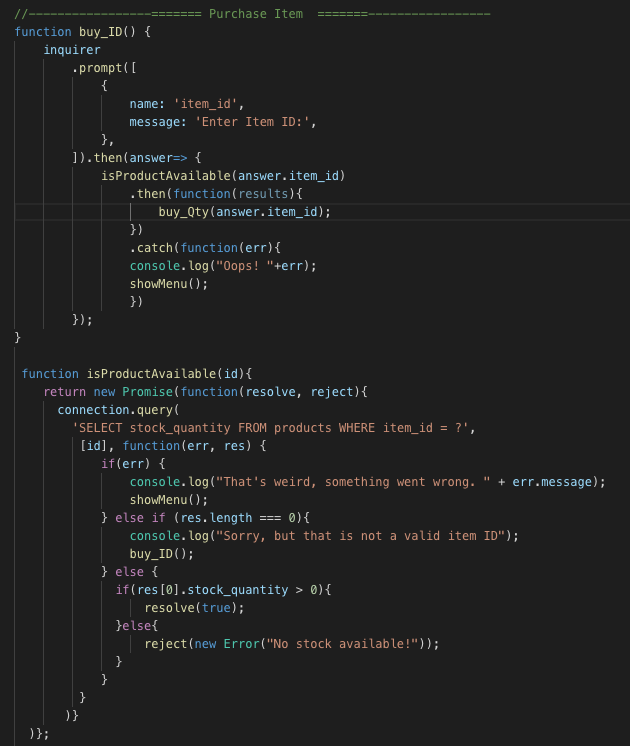 //-----------------======= Purchase Item  =======-----------------
function buy_ID() {
    inquirer
        .prompt([
            {
                name: 'item_id',
                message: 'Enter Item ID:',
            },
        ]).then(answer=> {
            isProductAvailable(answer.item_id)
                .then(function(results){
                    buy_Qty(answer.item_id);
                })
                .catch(function(err){
                console.log("Oops! "+err);
                showMenu();
                })
        });
}

 function isProductAvailable(id){
    return new Promise(function(resolve, reject){
      connection.query(
        'SELECT stock_quantity FROM products WHERE item_id = ?',
         [id], function(err, res) {
            if(err) {
                console.log("That's weird, something went wrong. " + err.message);
                showMenu();
            } else if (res.length === 0){
                console.log("Sorry, but that is not a valid item ID");
                buy_ID();
            } else {
              if(res[0].stock_quantity > 0){
                  resolve(true);
              }else{
                  reject(new Error("No stock available!"));
              }
            }
         }
       )}
  )};